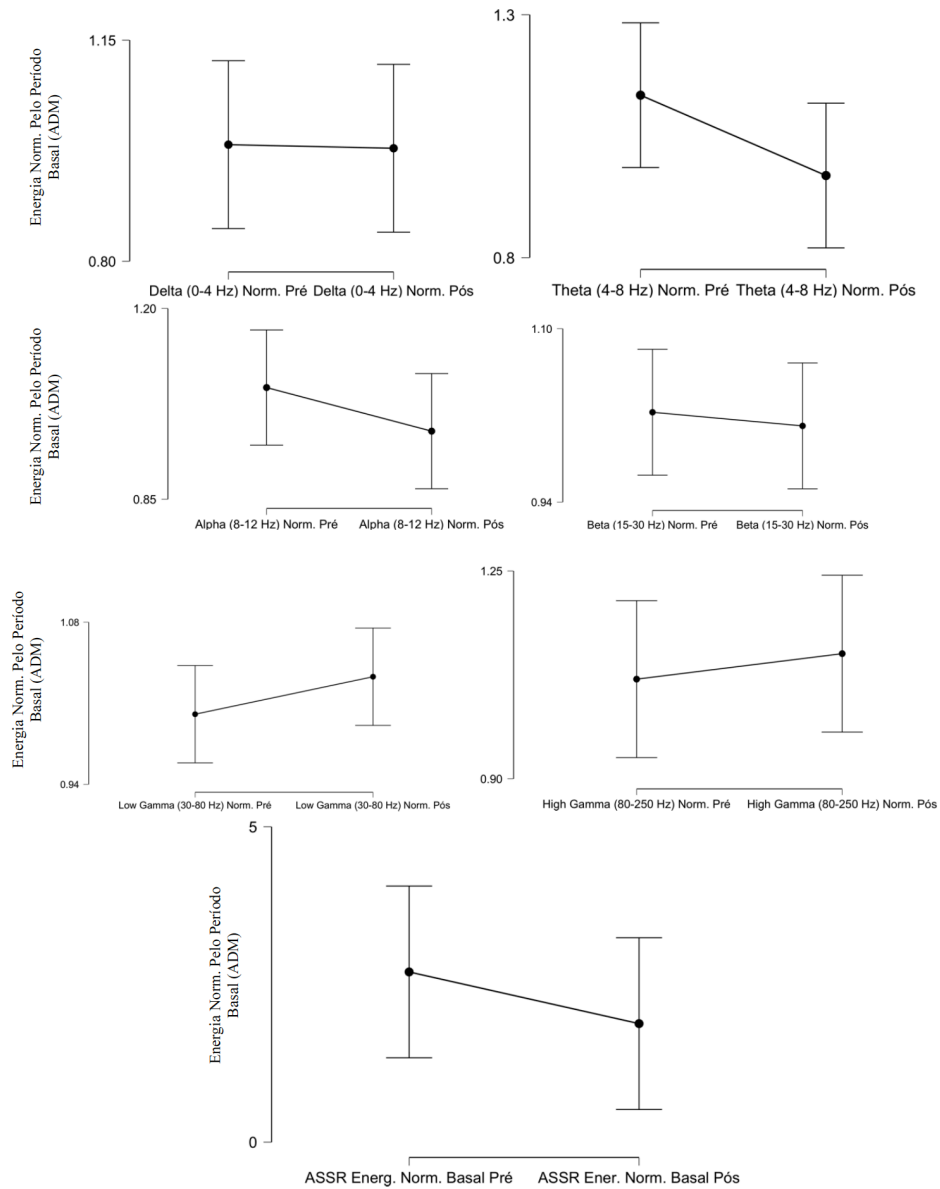 Energia Norm. Pelo Período
Basal (ADM)
1.15
0.80
Delta (0-4 Hz) Norm. Pré Delta (0-4 Hz) Norm. Pós
1.3
0.8
Theta (4-8 Hz) Norm. Pré Theta (4-8 Hz) Norm. Pós
Energia Norm. Pelo Período
Basal (ADM)
1.20
0.85
Alpha (8-12 Hz) Norm. Pré Alpha (8-12 Hz) Norm. Pós
1.10
0.94
Beta (15-30 Hz) Norm. Pré Beta (15-30 Hz) Norm. Pós
Energia Norm. Pelo Período
Basal (ADM)
1.08
0.94
Low Gamma (30-80 Hz) Norm. Pré Low Gamma (30-80 Hz) Norm. Pós
1.25
0.90
High Gamma (80-250 Hz) Norm. Pré High Gamma (80-250 Hz) Norm. Pós
Energia Norm. Pelo Período
Basal (ADM)
5
0
ASSR Energ. Norm. Basal Pré ASSR Ener. Norm. Basal Pós